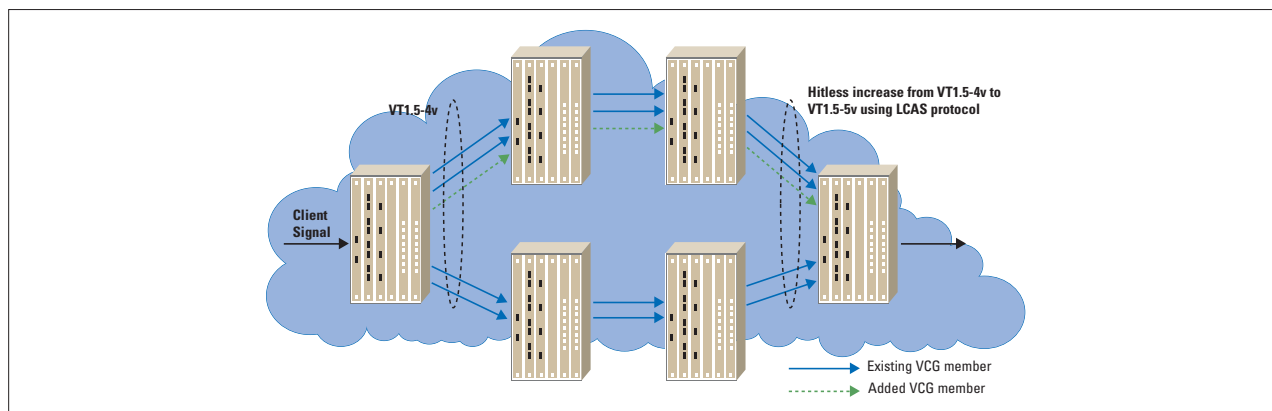 VT1.5-4v
Hitless increase from VT1.5-4v to
VT1.5-5v using LCAS protocol
Client
Signal
Existing VCG member
Added VCG member